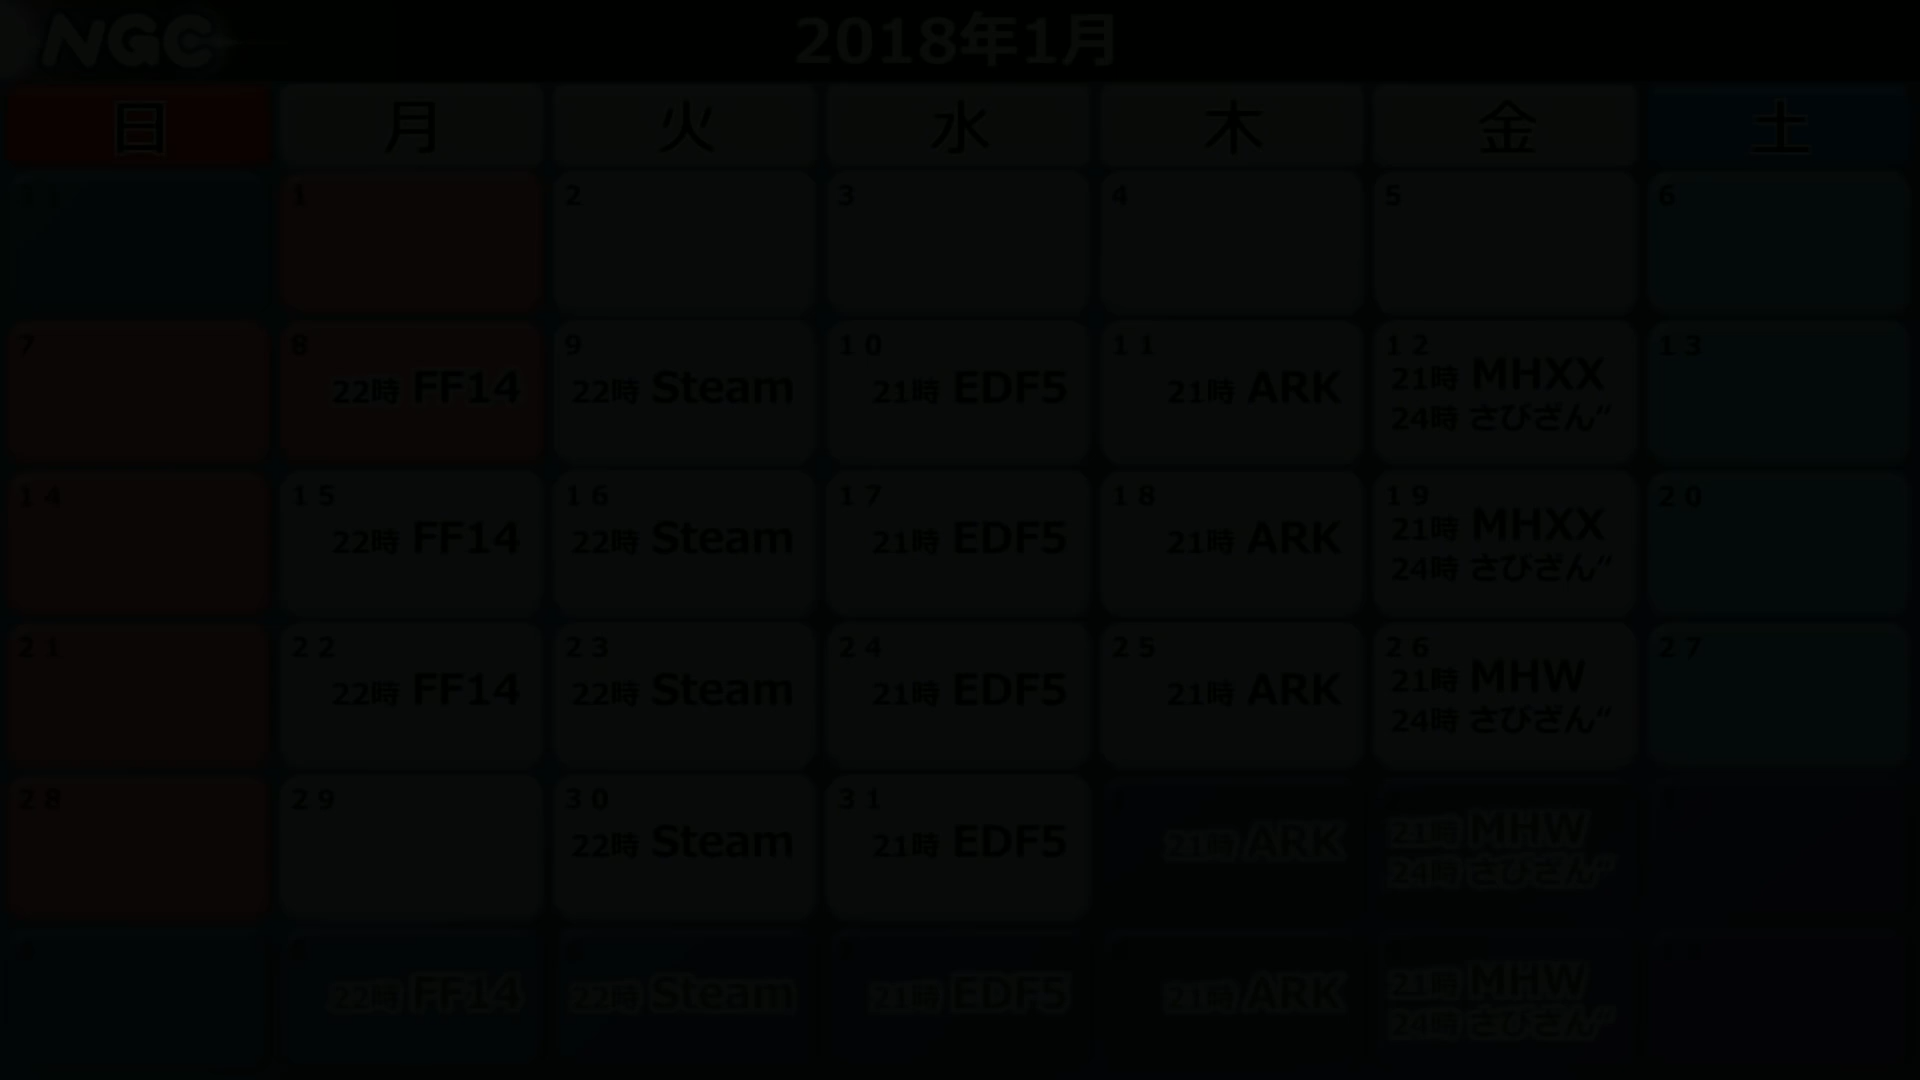 NGC
2018年1月
日 月 火 水 木 金 土
1 2 3 4 5 6
7 8 9 10 11 12 13
22時 FF14
22時 Steam
21時 EDF5
21時 ARK
21時 MHXX
24時 さびざん“
14 15 16 17 18 19 20
22時 FF14
22時 Steam
21時 EDF5
21時 ARK
21時 MHXX
24時 さびざん“
21 22 23 24 25 26 27
22時 FF14
22時 Steam
21時 EDF5
21時 ARK
21時 MHW
24時 さびざん“
28 29 30 31
22時 Steam
21時 EDF5
21時 ARK
21時 MHW
24時 さびざん“
22時 FF14
22時 Steam
21時 EDF5
21時 ARK
21時 MHW
24時 さびざん“